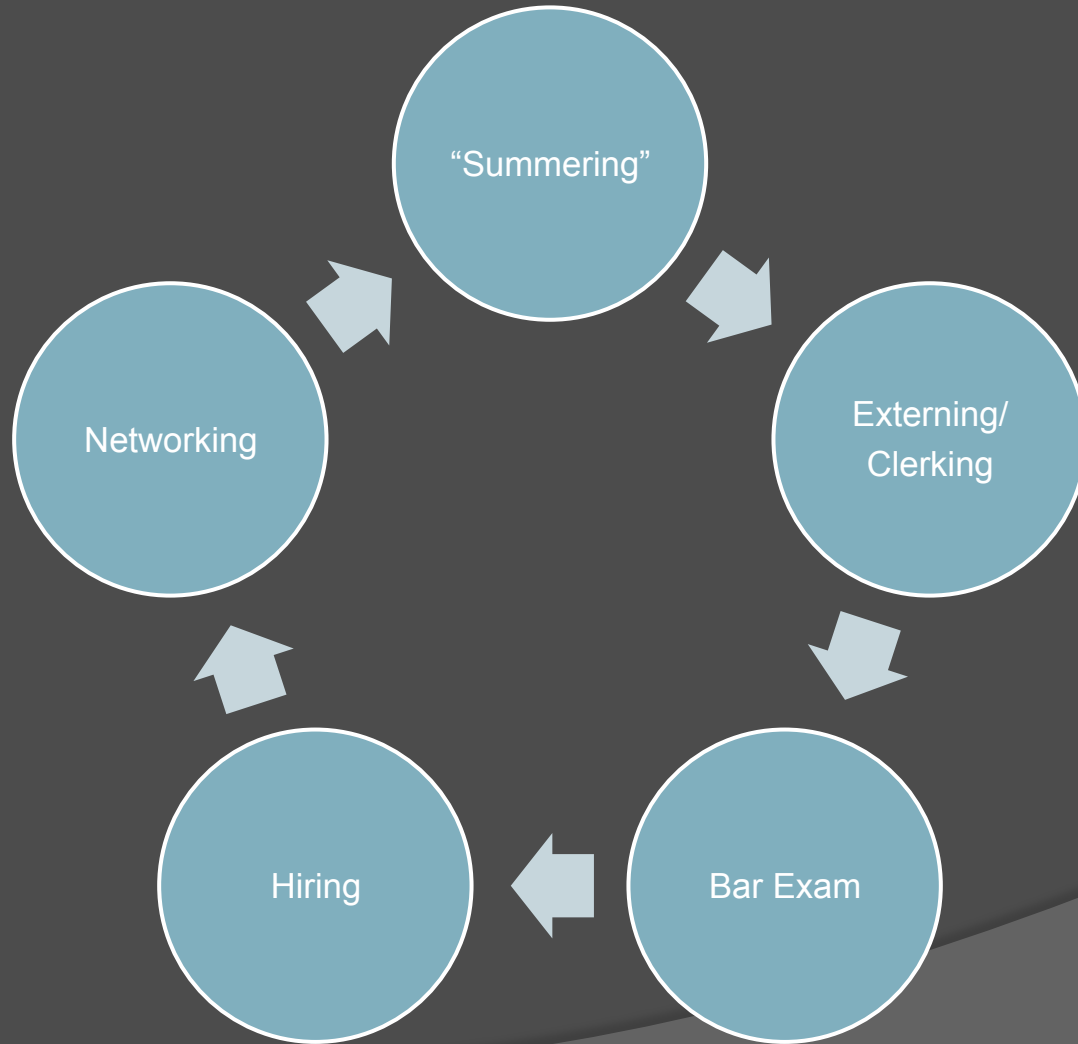 “Summering”
Externing/
Clerking
Bar Exam
Hiring
Networking